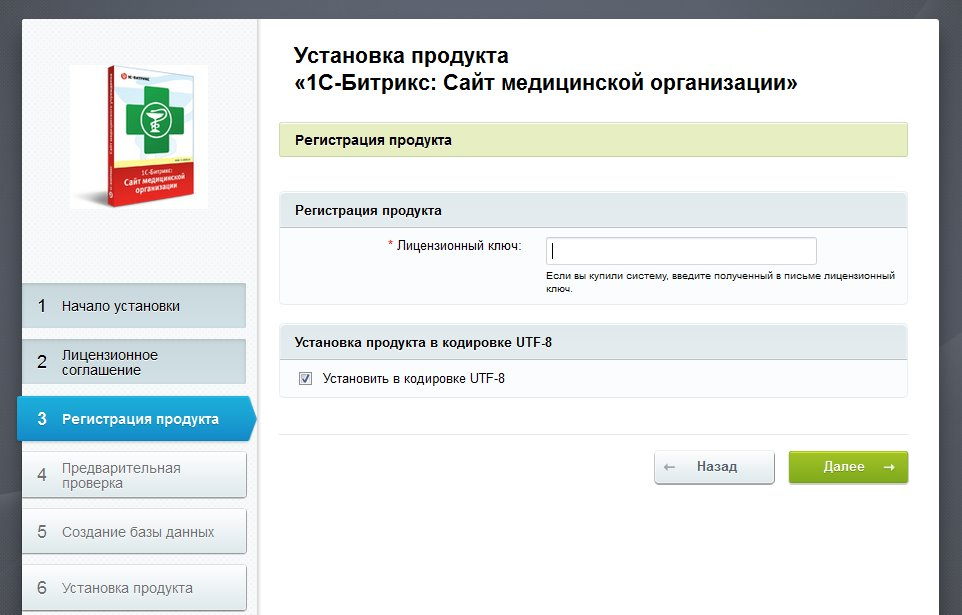 Установка продукта
«1С-Битрикс: Сайт медицинской организации»
1С-БИТРИКС
1С-Битрикс:
Сайт медицинской
организации
Регистрация продукта
Регистрация продукта
* Лицензионный ключ:
Если вы купили систему, введите полученный в письме лицензионный
ключ.
Установка продукта в кодировке UTF-8
Установить в кодировке UTF-8
← Назад
Далее →
1 Начало установки
2 Лицензионное
соглашение
3 Регистрация продукта
4 Предварительная
проверка
5 Создание базы данных
6 Установка продукта